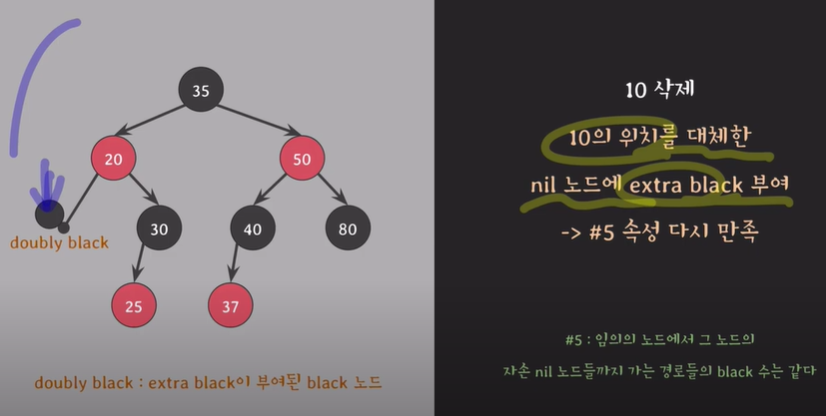 35
20
50
30
40
80
25
37
doubly black
doubly black : extra black이 부여된 black 노드
10 삭제
10의 위치를 대체한
nil 노드에 extra black 부여
-> #5 속성 다시 만족
#5 : 임의의 노드에서 그 노드의
자손 nil 노드들까지 가는 경로들의 black 수는 같다